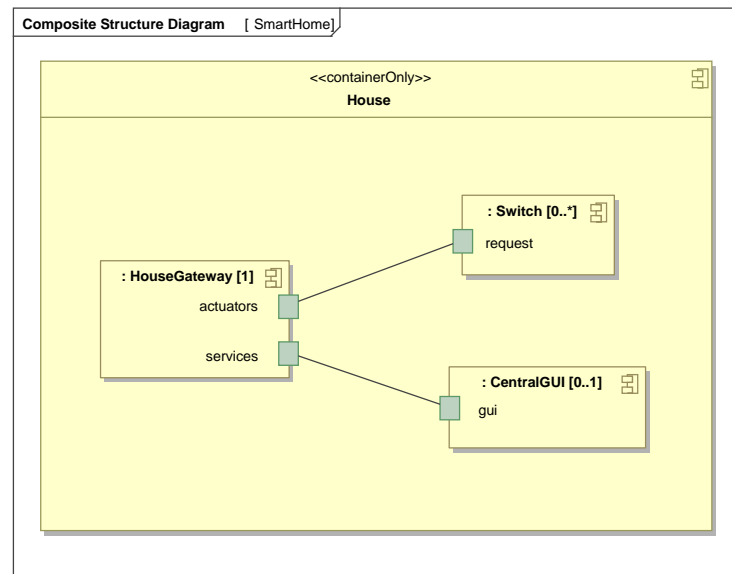 Composite Structure Diagram [ SmartHome]
<<containerOnly>>
House
: Switch [0..*]
request
: HouseGateway [1]
actuators
services
: CentralGUI [0..1]
gui